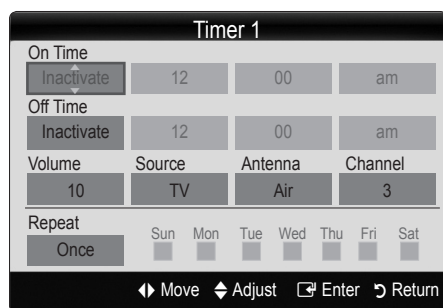 Timer 1
On Time
Inactivate 12 00 am
Off Time
Inactivate 12 00 am
Volume Source Antenna Channel
10 TV Air 3
Repeat Sun Mon Tue Wed Thu Fri Sat
Once
Move Adjust Enter Return